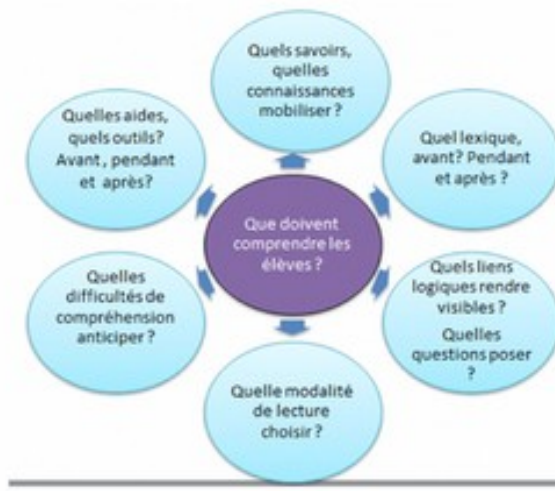 Quels savoirs,
quelles
connaissances
mobiliser ?
Quelles aides,
quels outils?
Avant , pendant
et après?
Quel lexique,
avant? Pendant
et après ?
Que doivent
comprendre les
élèves ?
Quelles
difficultés de
compréhension
anticiper ?
Quels liens
logiques rendre
visibles ?
Quelles
questions poser
?
Quelle modalité
de lecture
choisir ?